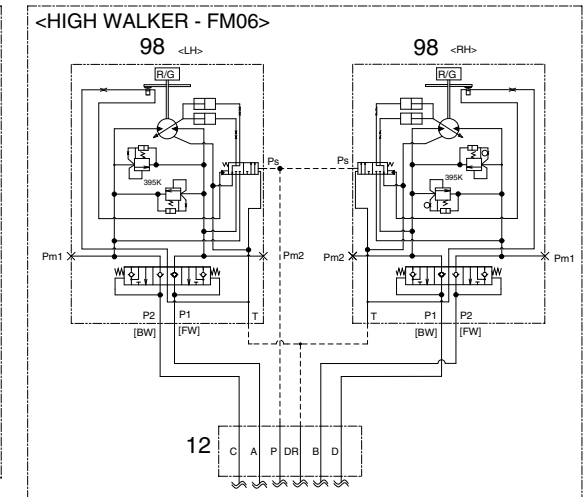 <HIGH WALKER - FM06>
98 <LH> 98 <RH>
R/G R/G
Ps Ps
395K 395K
Pm1 Pm2 Pm2 Pm1
P2 P1 T T P1 P2
[BW] [FW] [BW] [FW]
12 C A P DR B D